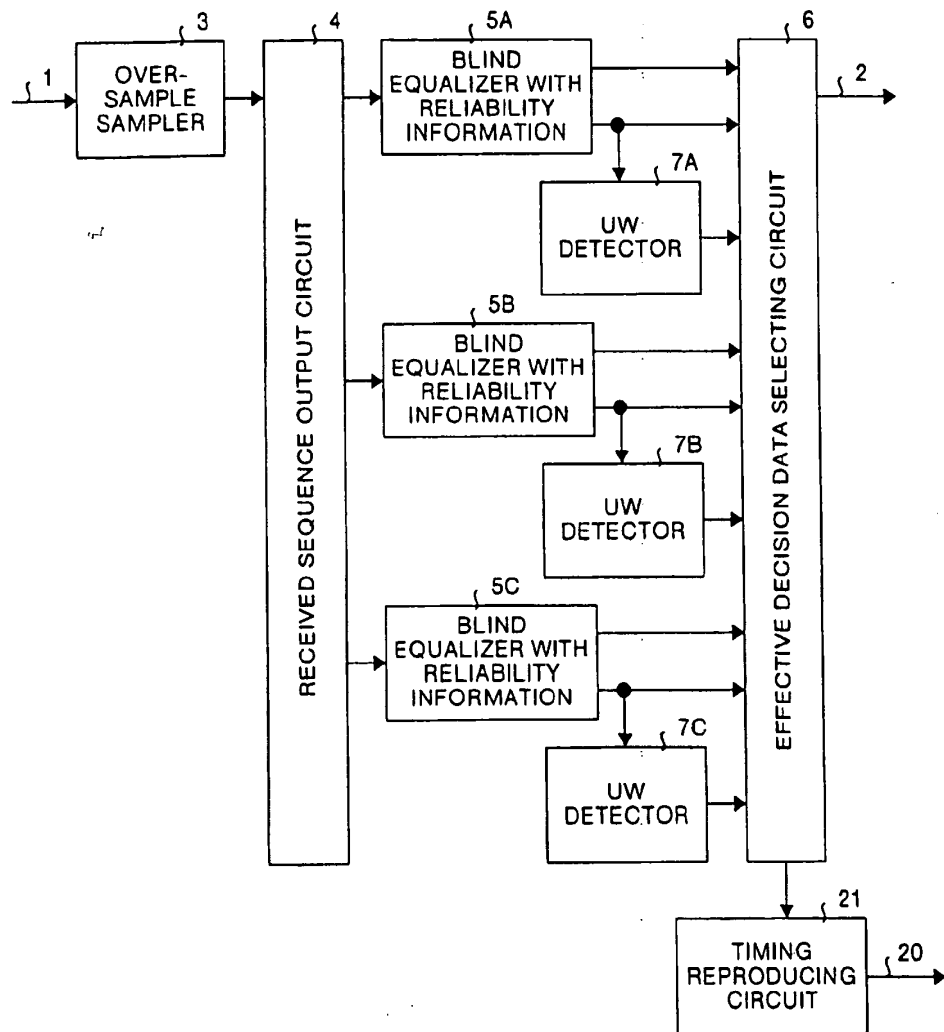 3
4
5A
6
1
OVER-
SAMPLE
SAMPLER
RECEIVED SEQUENCE OUTPUT CIRCUIT
BLIND
EQUALIZER WITH
RELIABILITY
INFORMATION
EFFECTIVE DECISION DATA SELECTING CIRCUIT
2
7A
UW
DETECTOR
5B
BLIND
EQUALIZER WITH
RELIABILITY
INFORMATION
7B
UW
DETECTOR
5C
BLIND
EQUALIZER WITH
RELIABILITY
INFORMATION
7C
UW
DETECTOR
21
TIMING
REPRODUCING
CIRCUIT
20